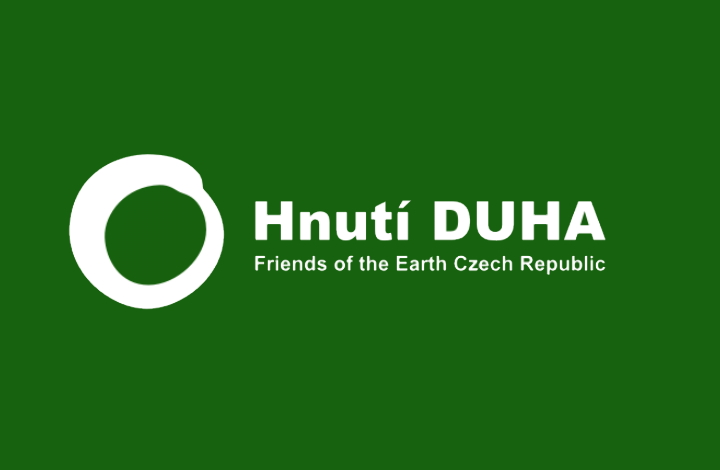 Hnutí DUHA
Friends of the Earth Czech Republic